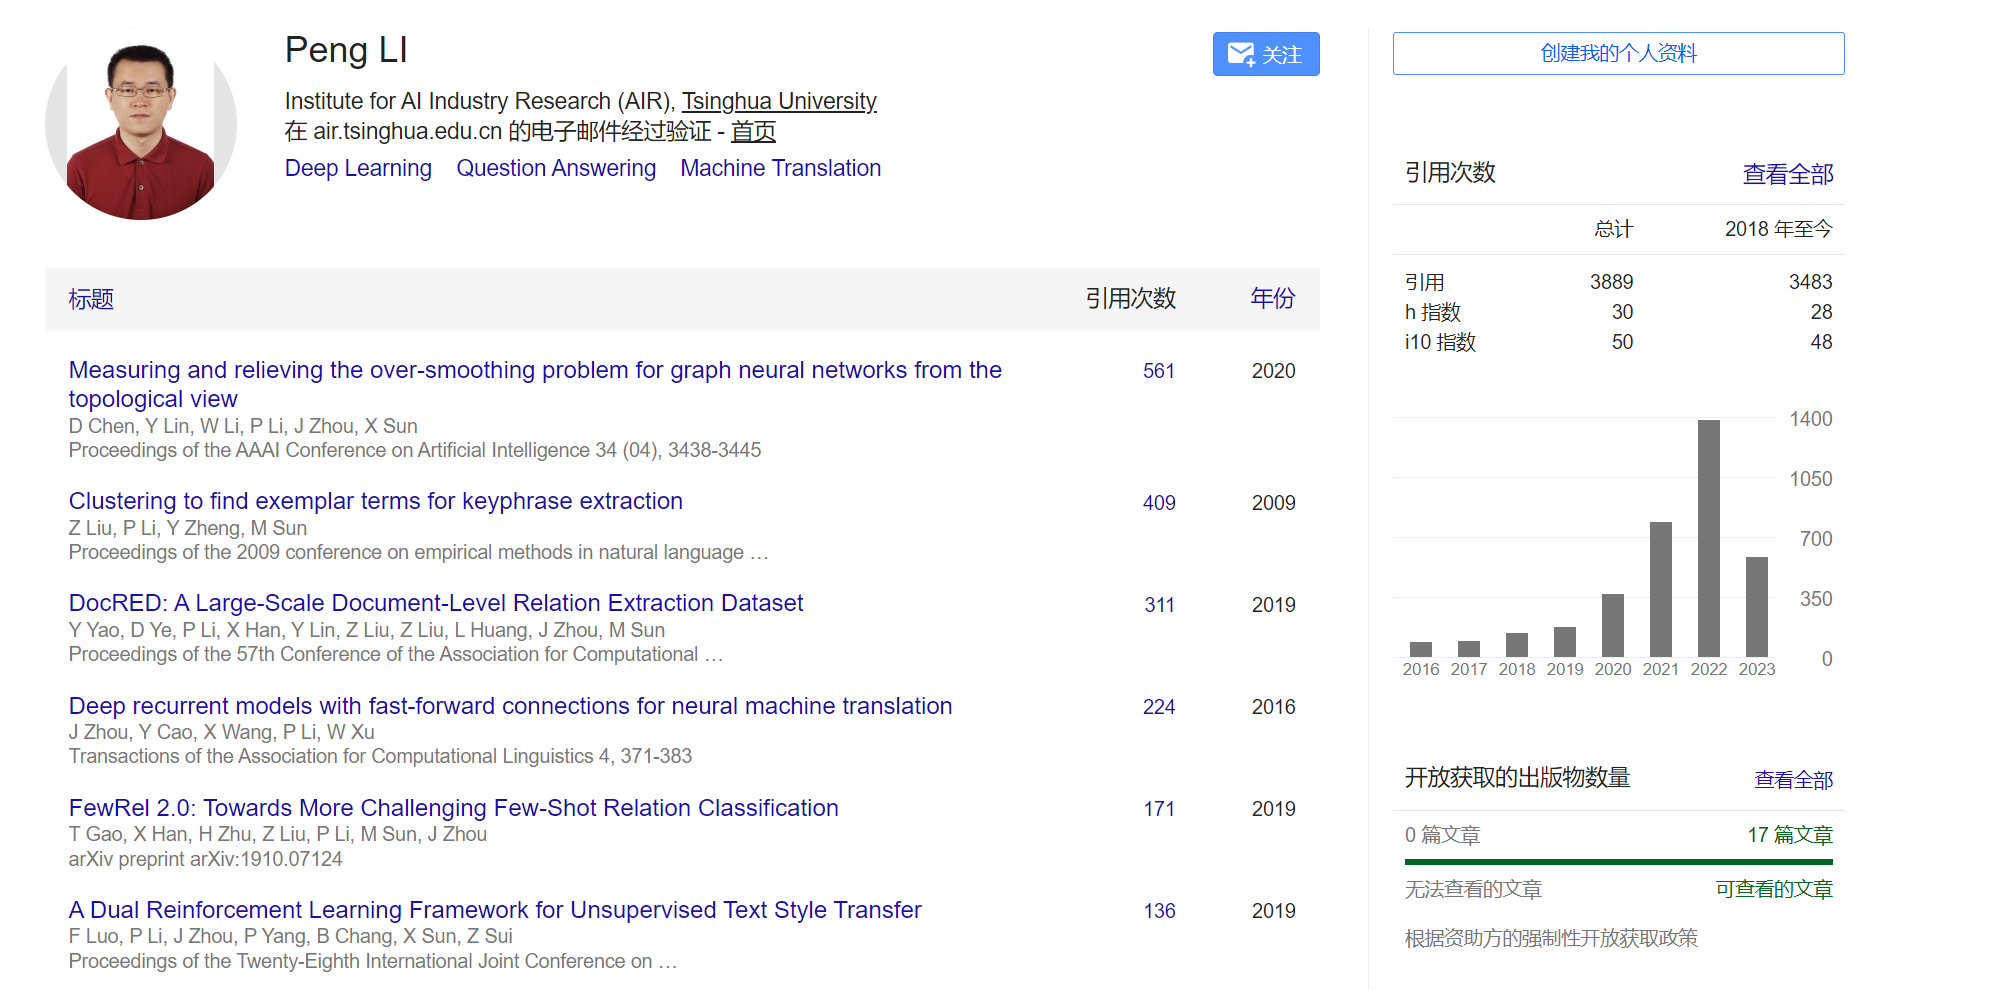 Peng LI
关注
Institute for AI Industry Research (AIR), Tsinghua University
在 air.tsinghua.edu.cn 的电子邮件经过验证 - 首页
Deep Learning Question Answering Machine Translation
标题 引用次数 年份
Measuring and relieving the over-smoothing problem for graph neural networks from the 561 2020
topological view
D Chen, Y Lin, W Li, P Li, J Zhou, X Sun
Proceedings of the AAAI Conference on Artificial Intelligence 34 (04), 3438-3445
Clustering to find exemplar terms for keyphrase extraction 409 2009
Z Liu, P Li, Y Zheng, M Sun
Proceedings of the 2009 conference on empirical methods in natural language …
DocRED: A Large-Scale Document-Level Relation Extraction Dataset 311 2019
Y Yao, D Ye, P Li, X Han, Y Lin, Z Liu, Z Liu, L Huang, J Zhou, M Sun
Proceedings of the 57th Conference of the Association for Computational …
Deep recurrent models with fast-forward connections for neural machine translation 224 2016
J Zhou, Y Cao, X Wang, P Li, W Xu
Transactions of the Association for Computational Linguistics 4, 371-383
FewRel 2.0: Towards More Challenging Few-Shot Relation Classification 171 2019
T Gao, X Han, H Zhu, Z Liu, P Li, M Sun, J Zhou
arXiv preprint arXiv:1910.07124
A Dual Reinforcement Learning Framework for Unsupervised Text Style Transfer 136 2019
F Luo, P Li, J Zhou, P Yang, B Chang, X Sun, Z Sui
Proceedings of the Twenty-Eighth International Joint Conference on …
创建我的个人资料
引用次数 查看全部
总计 2018 年至今
引用 3889 3483
h 指数 30 28
i10 指数 50 48
1400
1050
700
350
0
2016 2017 2018 2019 2020 2021 2022 2023
开放获取的出版物数量 查看全部
0 篇文章 17 篇文章
无法查看的文章 可查看的文章
根据资助方的强制性开放获取政策